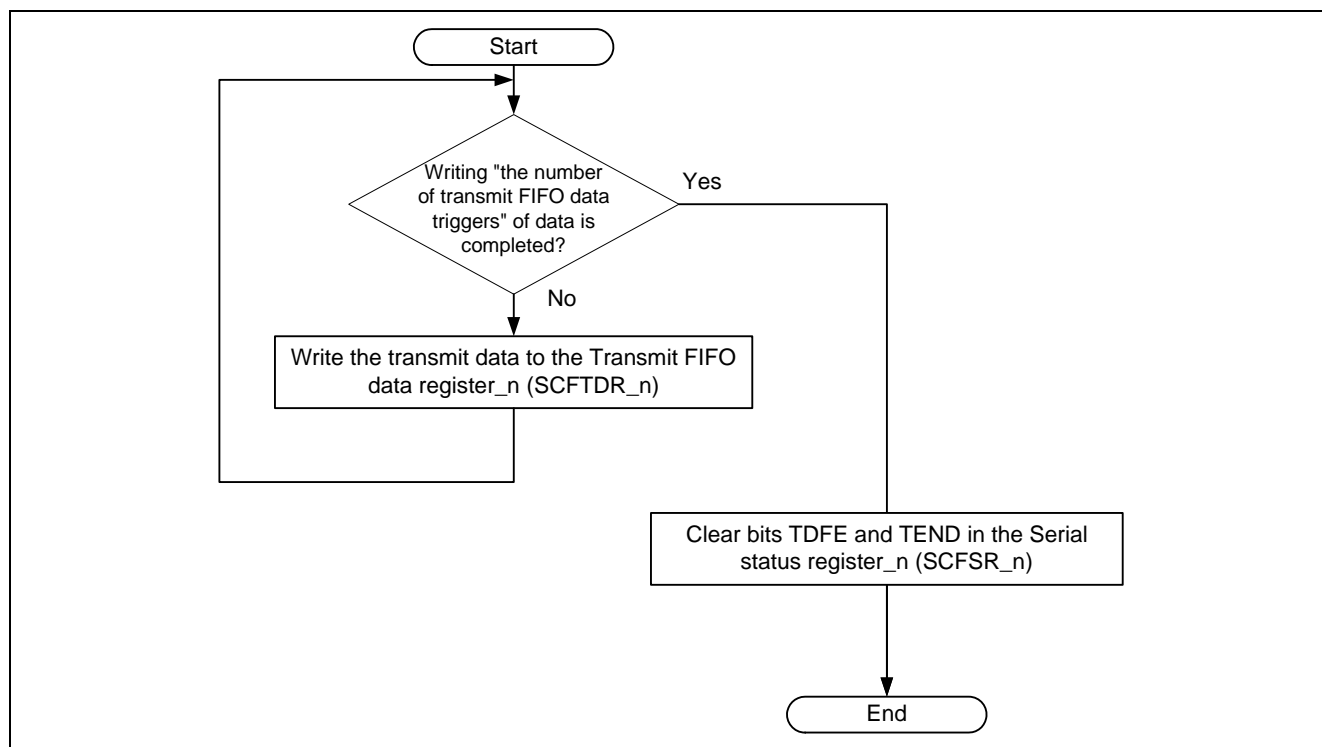 Start
Writing "the number
of transmit FIFO data
triggers" of data is
completed?
Yes
No
Write the transmit data to the Transmit FIFO
data register_n (SCFTDR_n)
Clear bits TDFE and TEND in the Serial
status register_n (SCFSR_n)
End